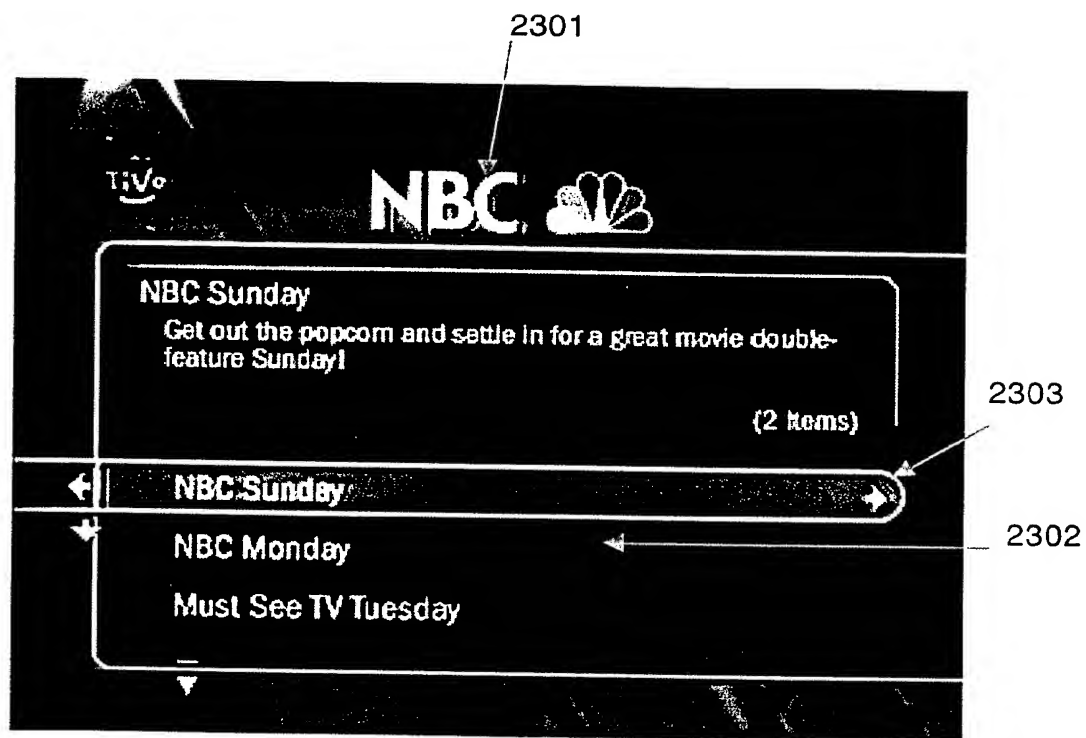 2301
TiVo
NBC
NBC Sunday
Get out the popcorn and settle in for a great movie double-
feature Sunday!
(2 Items)
2303
NBC Sunday
2302
NBC Monday
Must See TV Tuesday